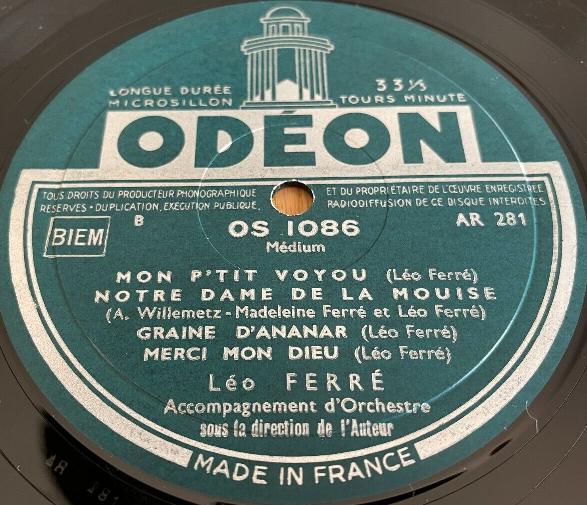 LONGUE DURÉE
MICROSILLON
33⅓
TOURS MINUTE
ODÉON
TOUS DROITS DU PRODUCTEUR PHONOGRAPHIQUE
RÉSERVÉS • DUPLICATION, EXÉCUTION PUBLIQUE,
ET DU PROPRIÉTAIRE DE L'ŒUVRE ENREGISTRÉE
RADIODIFFUSION DE CE DISQUE INTERDITES
BIEM
B
OS 1086
Médium
AR 281
MON P'TIT VOYOU (Léo Ferré)
NOTRE DAME DE LA MOUISE
(A. Willemetz - Madeleine Ferré et Léo Ferré)
GRAINE D'ANANAR (Léo Ferré)
MERCI MON DIEU (Léo Ferré)
Léo FERRÉ
Accompagnement d'Orchestre
sous la direction de l'Auteur
MADE IN FRANCE